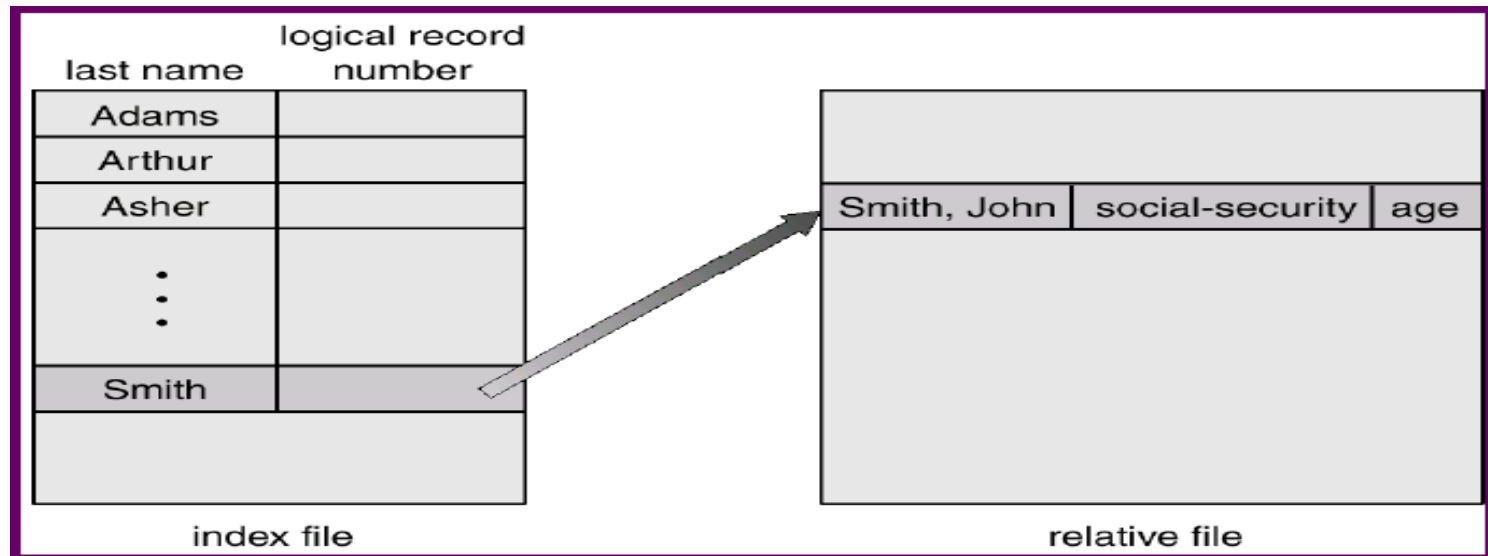 logical record
last name number
Adams
Arthur
Asher
Smith
Smith, John social-security age
index file relative file